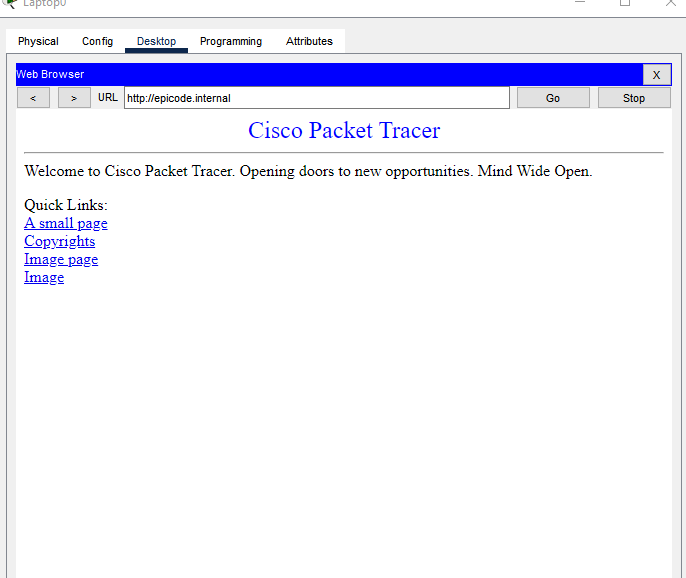 Laptop0
Physical Config Desktop Programming Attributes
Web Browser X
< > URL http://epicode.internal Go Stop
Cisco Packet Tracer
Welcome to Cisco Packet Tracer. Opening doors to new opportunities. Mind Wide Open.
Quick Links:
A small page
Copyrights
Image page
Image